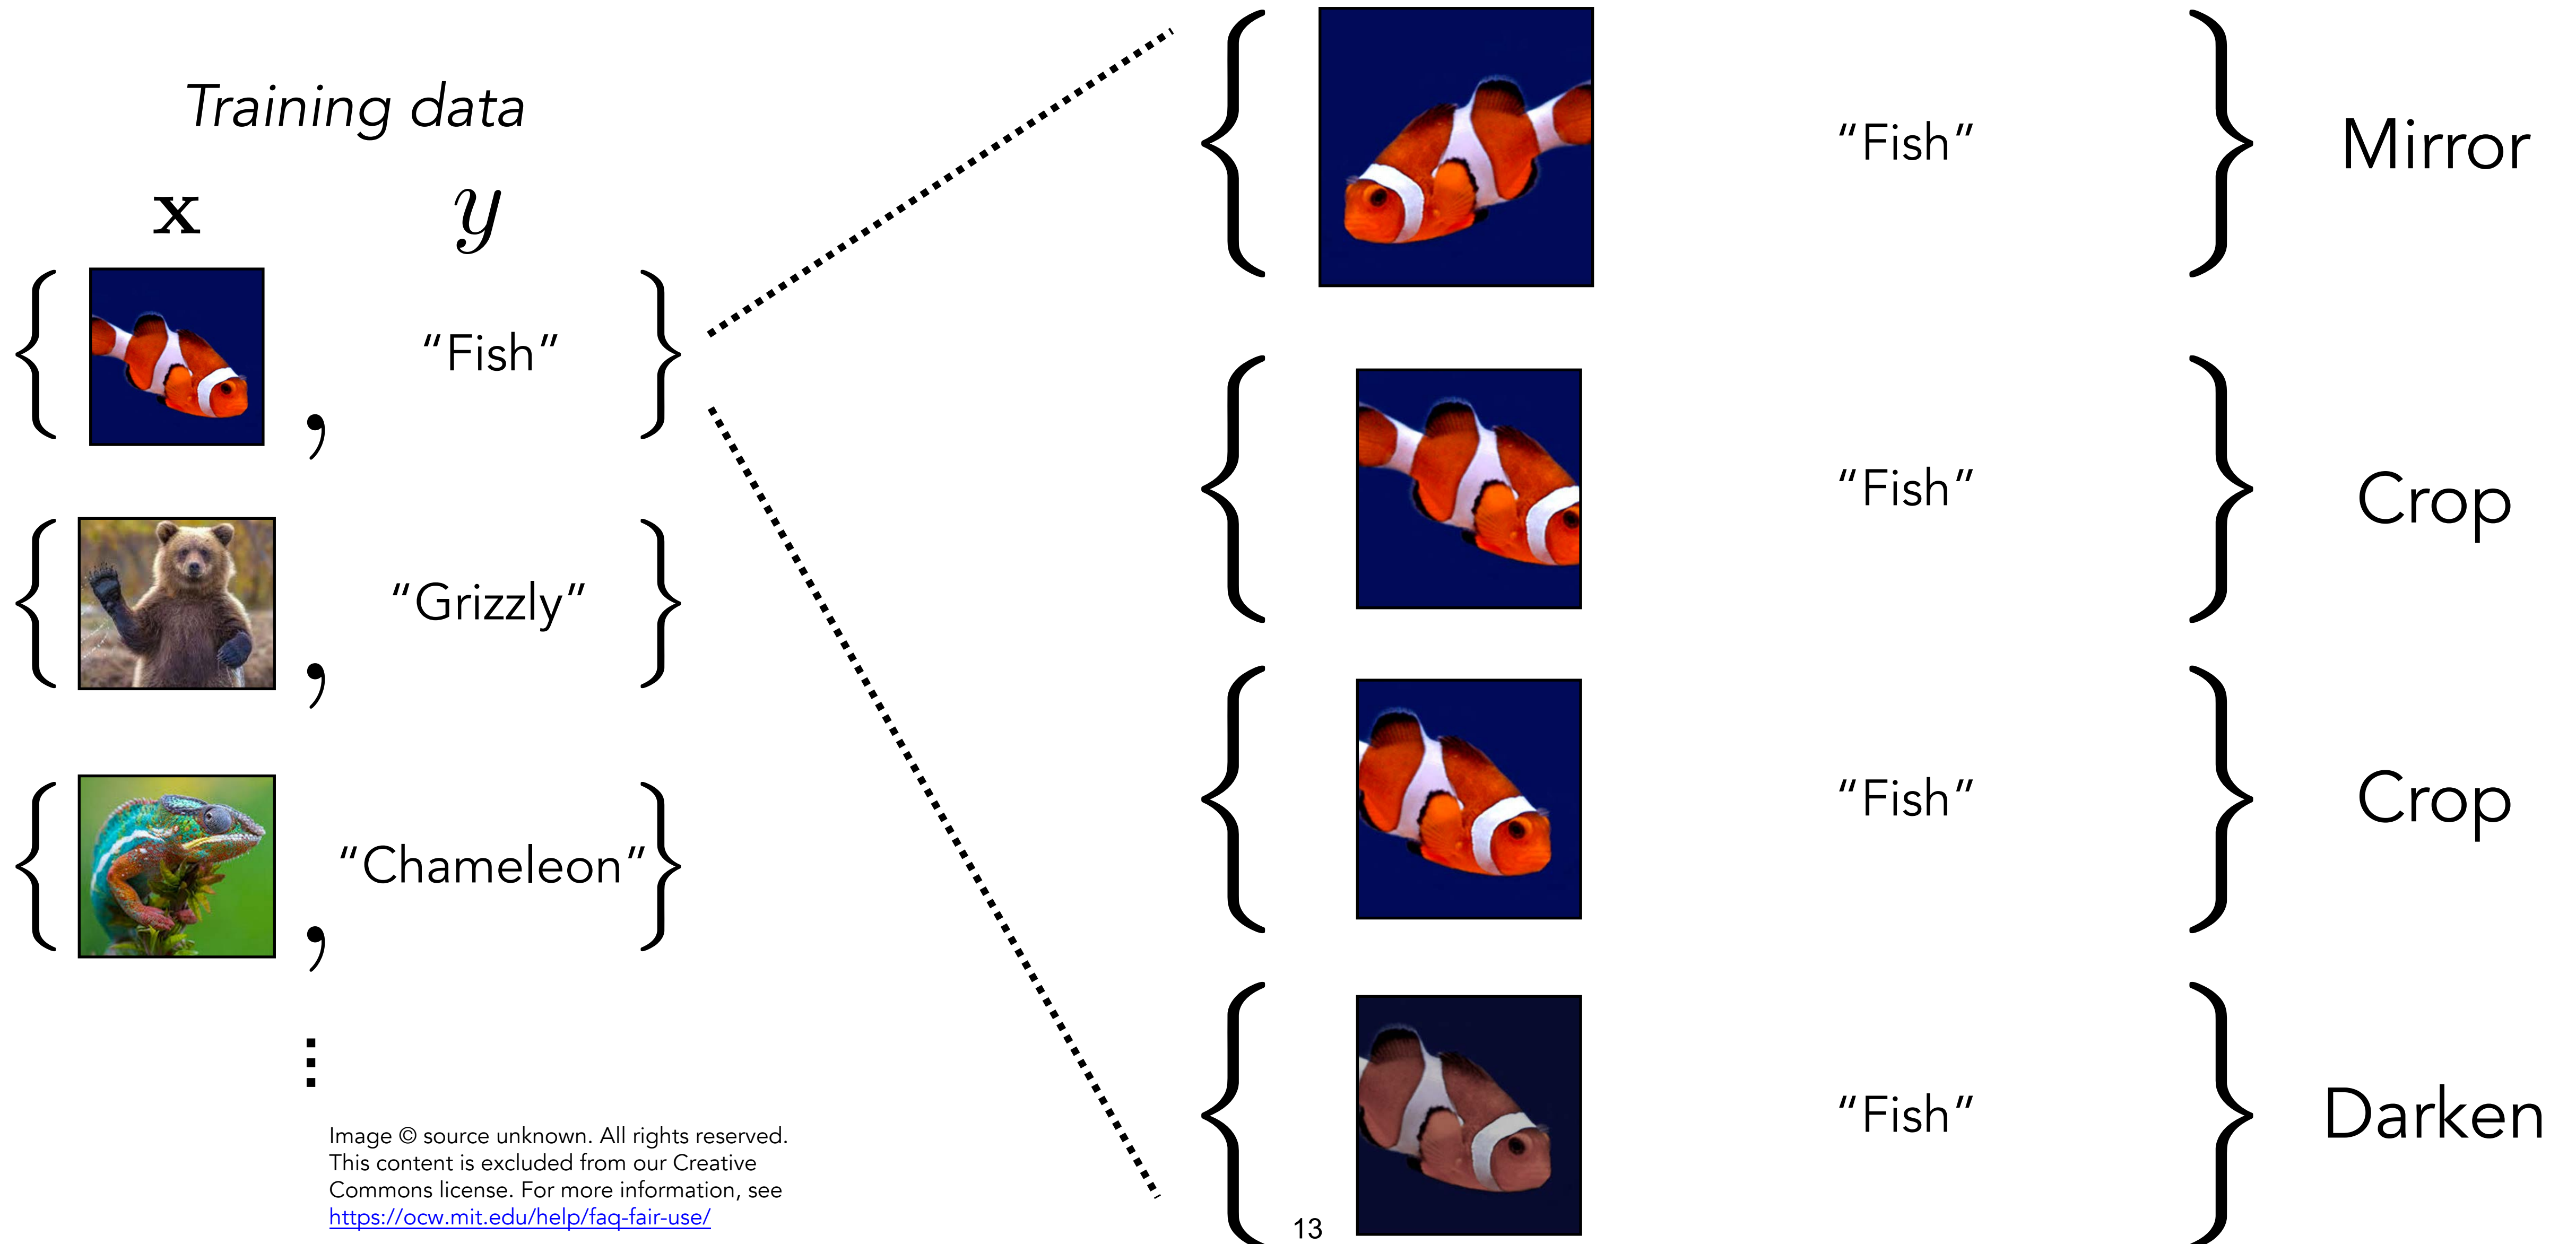 Training data
x y
“Fish”
,
“Grizzly”
,
“Chameleon”
,
⋮
Image © source unknown. All rights reserved.
This content is excluded from our Creative
Commons license. For more information, see
https://ocw.mit.edu/help/faq-fair-use/
“Fish” Mirror
“Fish” Crop
“Fish” Crop
“Fish” Darken
13